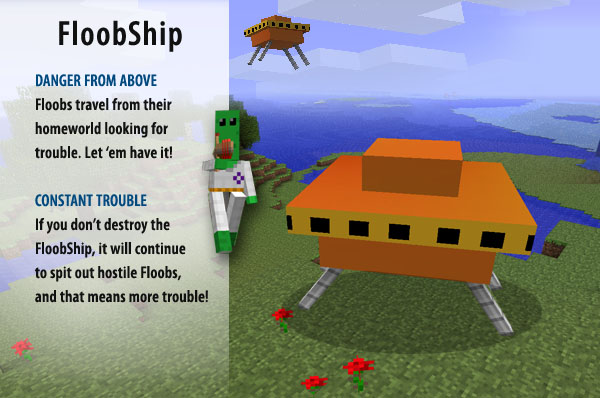 FloobShip
DANGER FROM ABOVE
Floobs travel from their
homeworld looking for
trouble. Let ‘em have it!
CONSTANT TROUBLE
If you don’t destroy the
FloobShip, it will continue
to spit out hostile Floobs,
and that means more trouble!